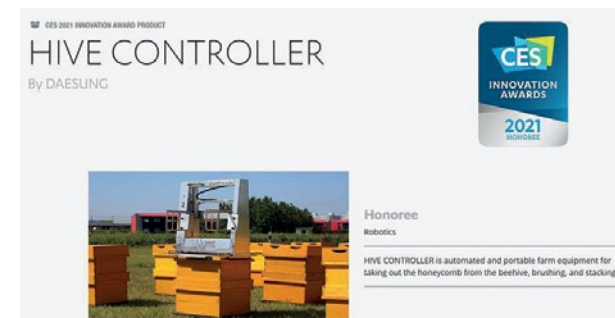 CES 2021 INNOVATION AWARD PRODUCT
HIVE CONTROLLER
By DAESUNG
CES
INNOVATION
AWARDS
2021
HONOREE
Honoree
Robotics
HIVE CONTROLLER is automated and portable farm equipment for
taking out the honeycomb from the beehive, brushing, and stacking